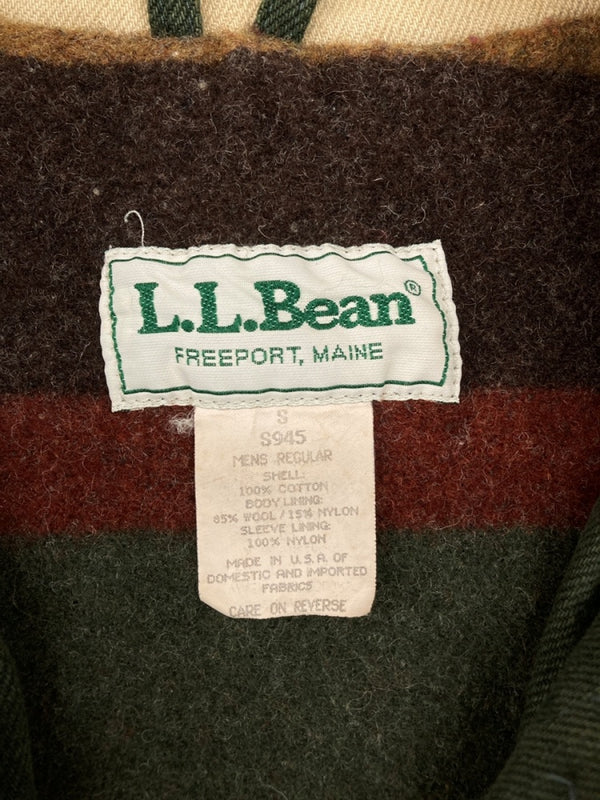 L.L.Bean®
FREEPORT, MAINE
S
S945
MENS REGULAR
SHELL:
100% COTTON
BODY LINING:
85% WOOL / 15% NYLON
SLEEVE LINING:
100% NYLON
MADE IN U.S.A. OF
DOMESTIC AND IMPORTED
FABRICS
CARE ON REVERSE